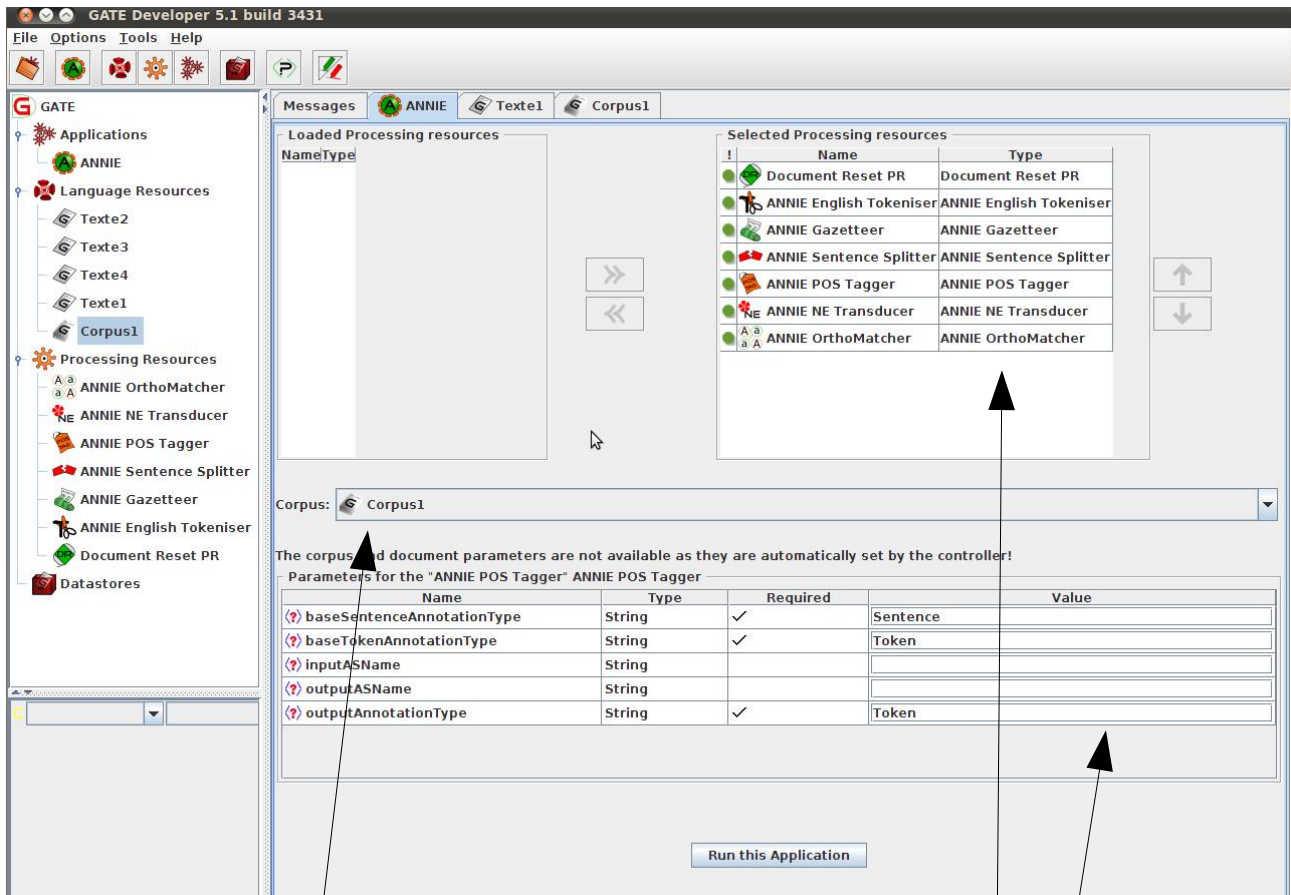 GATE Developer 5.1 build 3431
File Options Tools Help
GATE
Applications
ANNIE
Language Resources
Texte2
Texte3
Texte4
Texte1
Corpus1
Processing Resources
ANNIE OrthoMatcher
ANNIE NE Transducer
ANNIE POS Tagger
ANNIE Sentence Splitter
ANNIE Gazetteer
ANNIE English Tokeniser
Document Reset PR
Datastores
Messages ANNIE Texte1 Corpus1
Loaded Processing resources
Name Type
Selected Processing resources
! Name Type
Document Reset PR Document Reset PR
ANNIE English Tokeniser ANNIE English Tokeniser
ANNIE Gazetteer ANNIE Gazetteer
ANNIE Sentence Splitter ANNIE Sentence Splitter
ANNIE POS Tagger ANNIE POS Tagger
ANNIE NE Transducer ANNIE NE Transducer
ANNIE OrthoMatcher ANNIE OrthoMatcher
Corpus: Corpus1
The corpus and document parameters are not available as they are automatically set by the controller!
Parameters for the "ANNIE POS Tagger" ANNIE POS Tagger
Name Type Required Value
baseSentenceAnnotationType String ✓ Sentence
baseTokenAnnotationType String ✓ Token
inputASName String
outputASName String
outputAnnotationType String ✓ Token
Run this Application